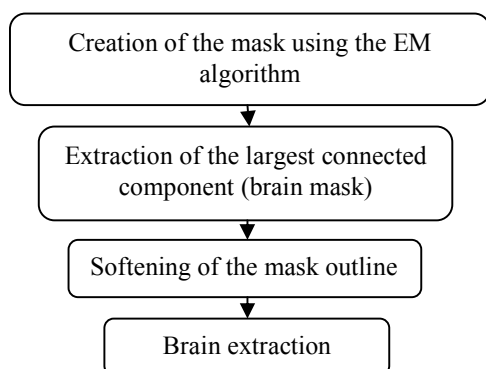 Creation of the mask using the EM
algorithm
Extraction of the largest connected
component (brain mask)
Softening of the mask outline
Brain extraction